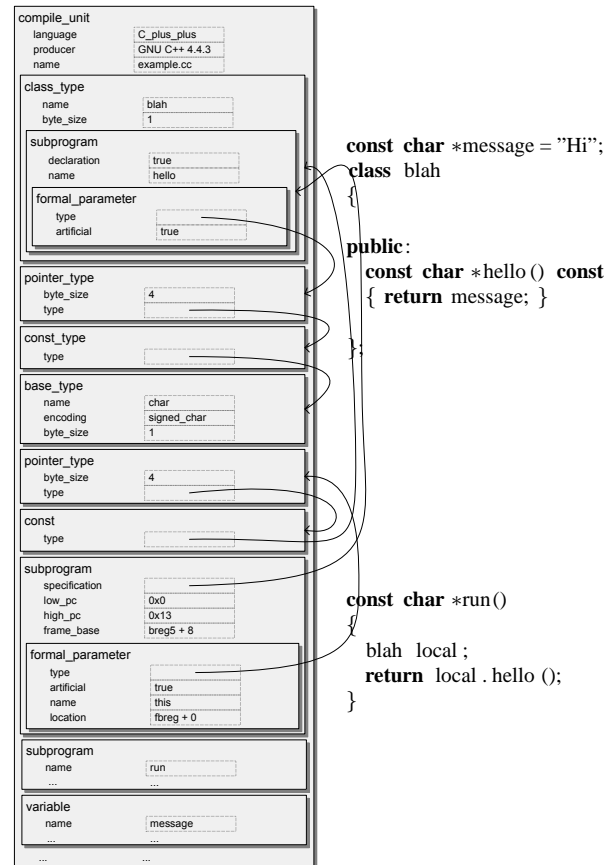 compile_unit
language C_plus_plus
producer GNU C++ 4.4.3
name example.cc
class_type
name blah
byte_size 1
subprogram
declaration true
name hello
formal_parameter
type
artificial true
pointer_type
byte_size 4
type
const_type
type
base_type
name char
encoding signed_char
byte_size 1
pointer_type
byte_size 4
type
const
type
subprogram
specification
low_pc 0x0
high_pc 0x13
frame_base breg5 + 8
formal_parameter
type
artificial true
name this
location fbreg + 0
subprogram
name run
... ...
variable
name message
... ...
... ...
const char *message = ”Hi”;
class blah
{
public:
const char *hello () const
{ return message; }
};
const char *run()
{
blah local ;
return local . hello ();
}